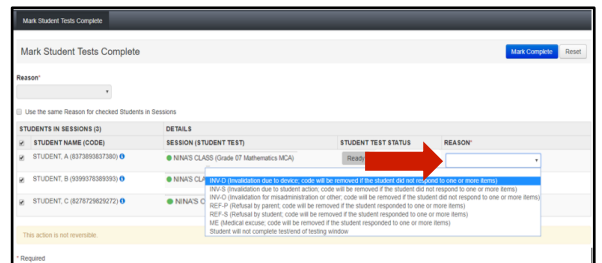 Mark Student Tests Complete
Mark Student Tests Complete
Mark Complete Reset
Reason*
Use the same Reason for checked Students in Sessions
STUDENTS IN SESSIONS (3) DETAILS
STUDENT NAME (CODE) SESSION (STUDENT TEST) STUDENT TEST STATUS REASON*
STUDENT, A (8373893837380) NINA'S CLASS (Grade 07 Mathematics MCA) Ready
STUDENT, B (9399378389393) NINA'S CLA
INV-D (Invalidation due to device; code will be removed if the student did not respond to one or more items)
INV-S (Invalidation due to student action; code will be removed if the student did not respond to one or more items)
INV-O (Invalidation for misadministration or other; code will be removed if the student did not respond to one or more items)
STUDENT, C (8278729829272) NINA'S C
REF-P (Refusal by parent; code will be removed if the student responded to one or more items)
REF-S (Refusal by student; code will be removed if the student responded to one or more items)
ME (Medical excuse; code will be removed if the student responded to one or more items)
Student will not complete test/end of testing window
This action is not reversible.
* Required